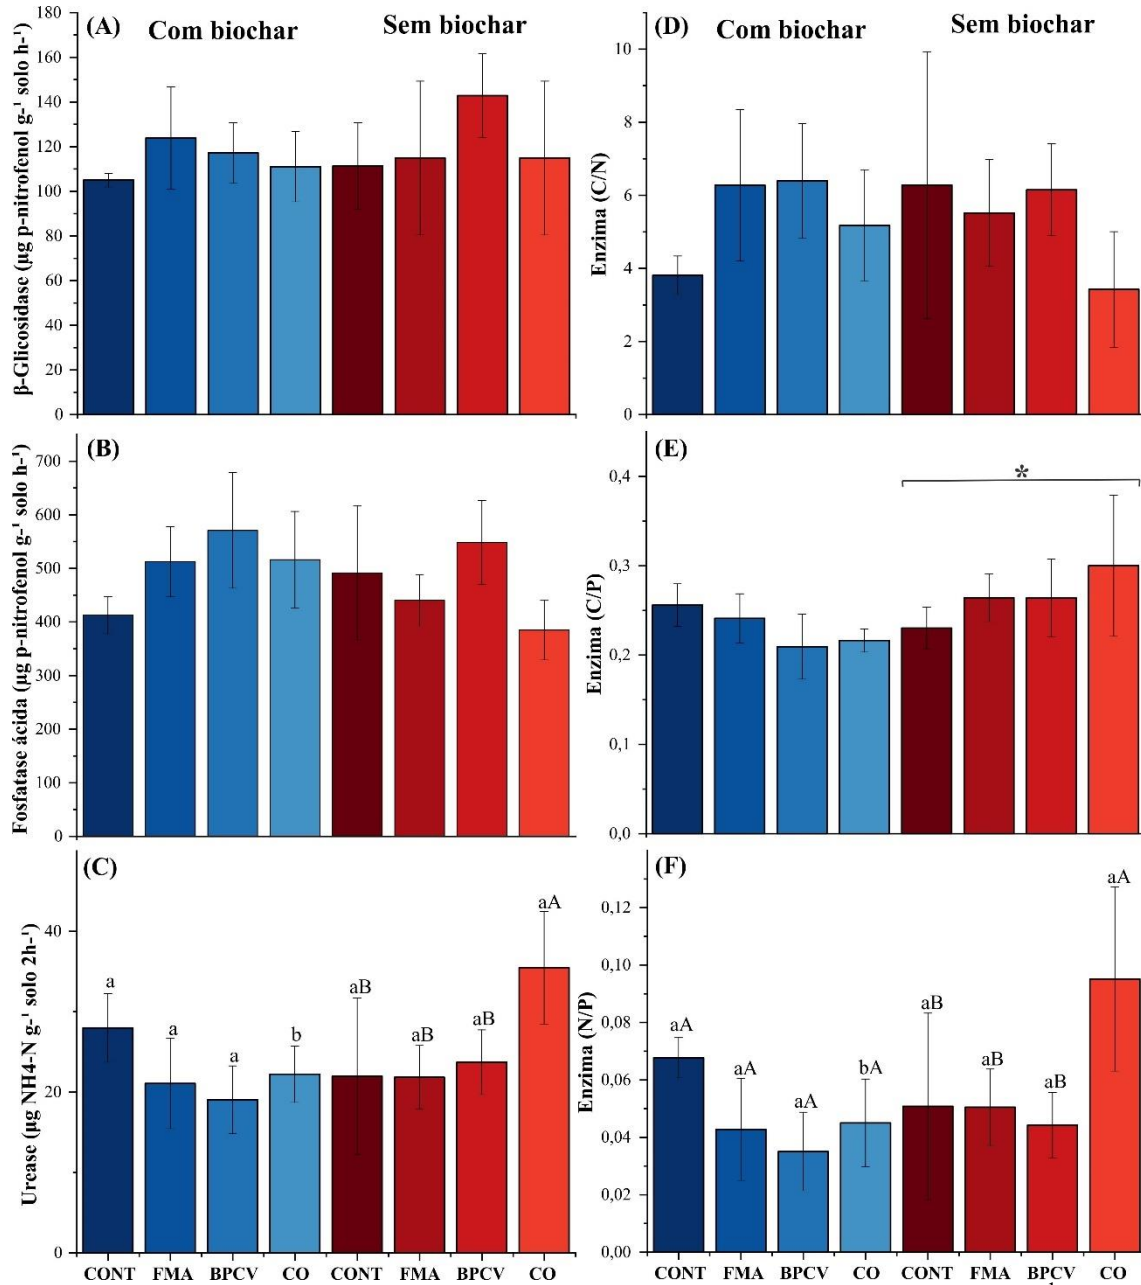 (A) Com biochar Sem biochar
β-Glicosidase (µg p-nitrofenol g-¹ solo h-¹)
180
160
140
120
100
80
60
40
20
0
(D) Com biochar Sem biochar
Enzima (C/N)
10
8
6
4
2
0
(B)
Fosfatase ácida (µg p-nitrofenol g-¹ solo h-¹)
700
600
500
400
300
200
100
0
(E)
*
Enzima (C/P)
0,4
0,3
0,2
0,1
0,0
(C)
Urease (µg NH4-N g-¹ solo 2h-¹)
40
20
0
a a a b aB aB aB aA
CONT FMA BPCV CO CONT FMA BPCV CO
(F)
Enzima (N/P)
0,12
0,10
0,08
0,06
0,04
0,02
0,00
aA aA aA bA aB aB aB aA
CONT FMA BPCV CO CONT FMA BPCV CO